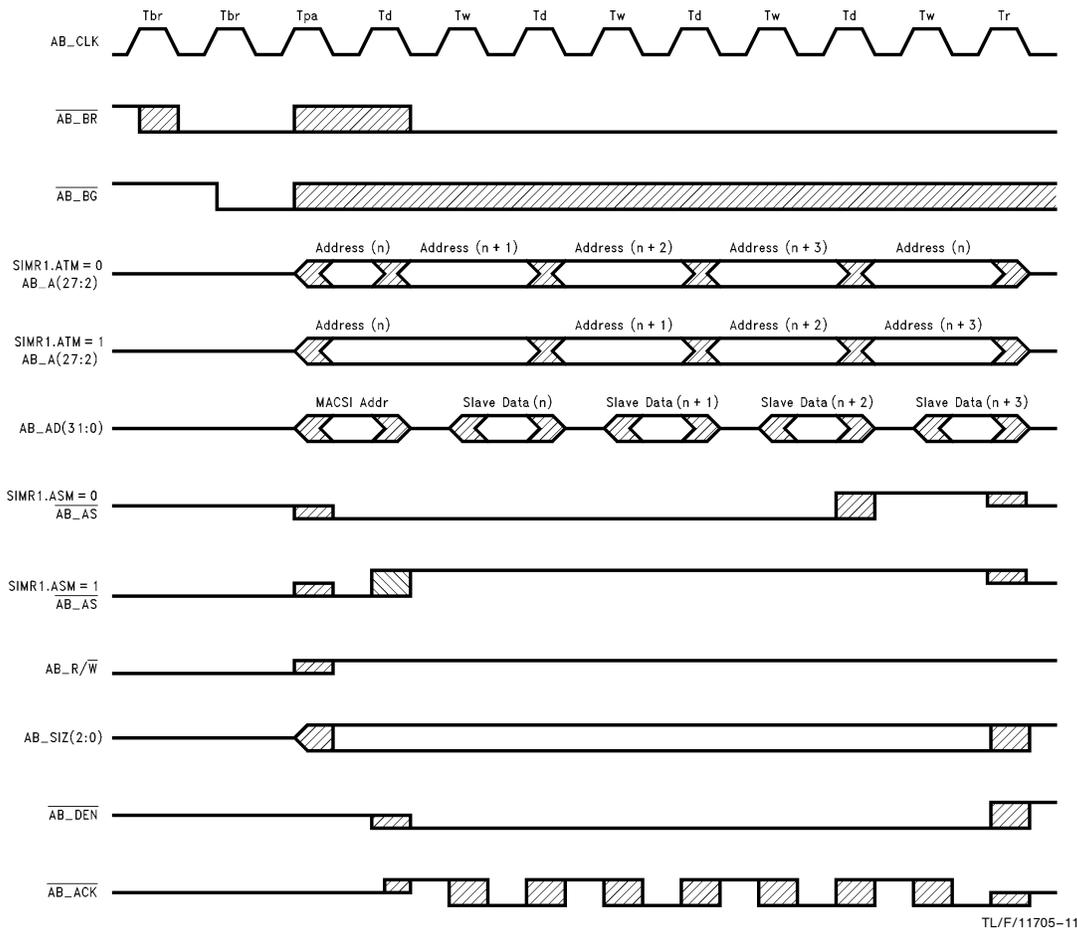 Tbr Tbr Tpa Td Tw Td Tw Td Tw Td Tw Tr
AB_CLK
AB_BR
AB_BG
Address (n) Address (n + 1) Address (n + 2) Address (n + 3) Address (n)
SIMR1.ATM = 0
AB_A(27:2)
Address (n) Address (n + 1) Address (n + 2) Address (n + 3)
SIMR1.ATM = 1
AB_A(27:2)
MACSI Addr Slave Data (n) Slave Data (n + 1) Slave Data (n + 2) Slave Data (n + 3)
AB_AD(31:0)
SIMR1.ASM = 0
AB_AS
SIMR1.ASM = 1
AB_AS
AB_R/W
AB_SIZ(2:0)
AB_DEN
AB_ACK
TL/F/11705–11